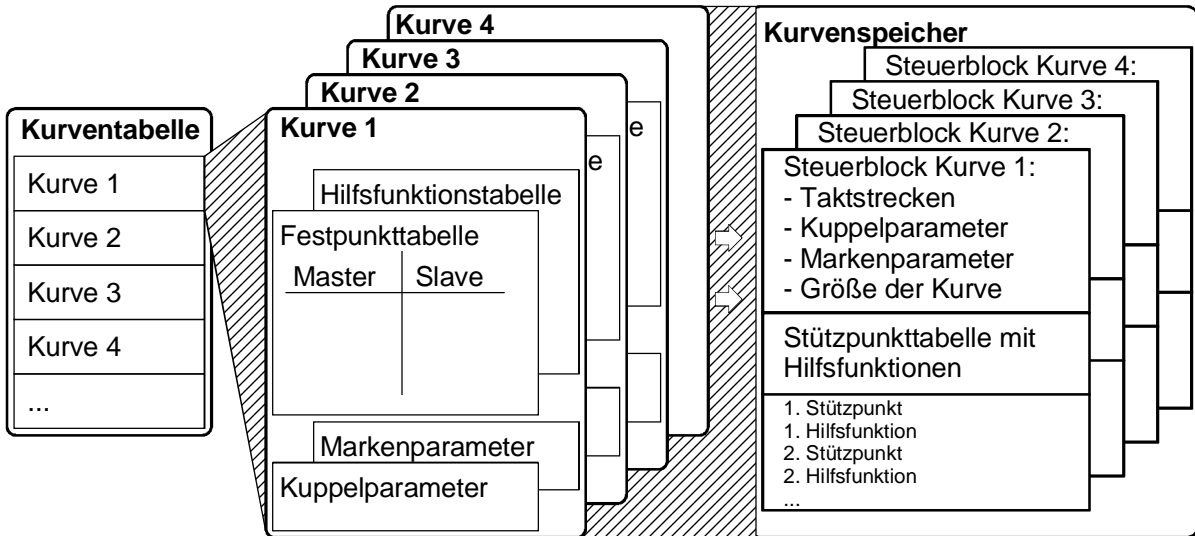 Kurventabelle
Kurve 1
Kurve 2
Kurve 3
Kurve 4
...
Kurve 4
Kurve 3
e
Kurve 2
e
Kurve 1
Hilfsfunktionstabelle
Festpunkttabelle
Master Slave
Markenparameter
Kuppelparameter
Kurvenspeicher
Steuerblock Kurve 4:
Steuerblock Kurve 3:
Steuerblock Kurve 2:
Steuerblock Kurve 1:
- Taktstrecken
- Kuppelparameter
- Markenparameter
- Größe der Kurve
Stützpunkttabelle mit
Hilfsfunktionen
1. Stützpunkt
1. Hilfsfunktion
2. Stützpunkt
2. Hilfsfunktion
...